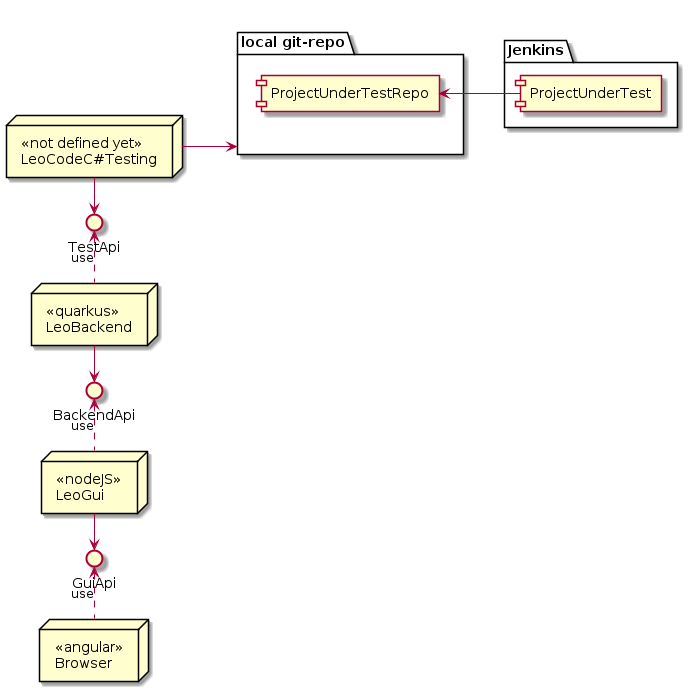 local git-repo
ProjectUnderTestRepo
Jenkins
ProjectUnderTest
«not defined yet»
LeoCodeC#Testing
TestApi
use
«quarkus»
LeoBackend
BackendApi
use
«nodeJS»
LeoGui
GuiApi
use
«angular»
Browser